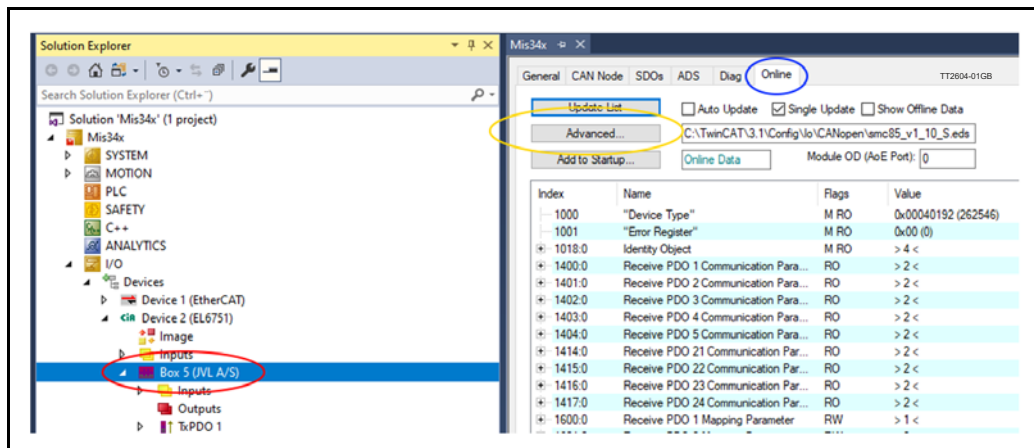 Solution Explorer
Search Solution Explorer (Ctrl+¨)
Solution 'Mis34x' (1 project)
Mis34x
SYSTEM
MOTION
PLC
SAFETY
C++
ANALYTICS
I/O
Devices
Device 1 (EtherCAT)
Device 2 (EL6751)
Image
Inputs
Box 5 (JVL A/S)
Inputs
Outputs
TxPDO 1
Mis34x
General CAN Node SDOs ADS Diag Online TT2604-01GB
Update List Auto Update Single Update Show Offline Data
Advanced... C:\TwinCAT\3.1\Config\Io\CANopen\smc85_v1_10_S.eds
Add to Startup... Online Data Module OD (AoE Port): 0
Index Name Flags Value
1000 "Device Type" M RO 0x00040192 (262546)
1001 "Error Register" M RO 0x00 (0)
1018:0 Identity Object M RO > 4 <
1400:0 Receive PDO 1 Communication Para... RO > 2 <
1401:0 Receive PDO 2 Communication Para... RO > 2 <
1402:0 Receive PDO 3 Communication Para... RO > 2 <
1403:0 Receive PDO 4 Communication Para... RO > 2 <
1404:0 Receive PDO 5 Communication Para... RO > 2 <
1414:0 Receive PDO 21 Communication Par... RO > 2 <
1415:0 Receive PDO 22 Communication Par... RO > 2 <
1416:0 Receive PDO 23 Communication Par... RO > 2 <
1417:0 Receive PDO 24 Communication Par... RO > 2 <
1600:0 Receive PDO 1 Mapping Parameter RW > 1 <